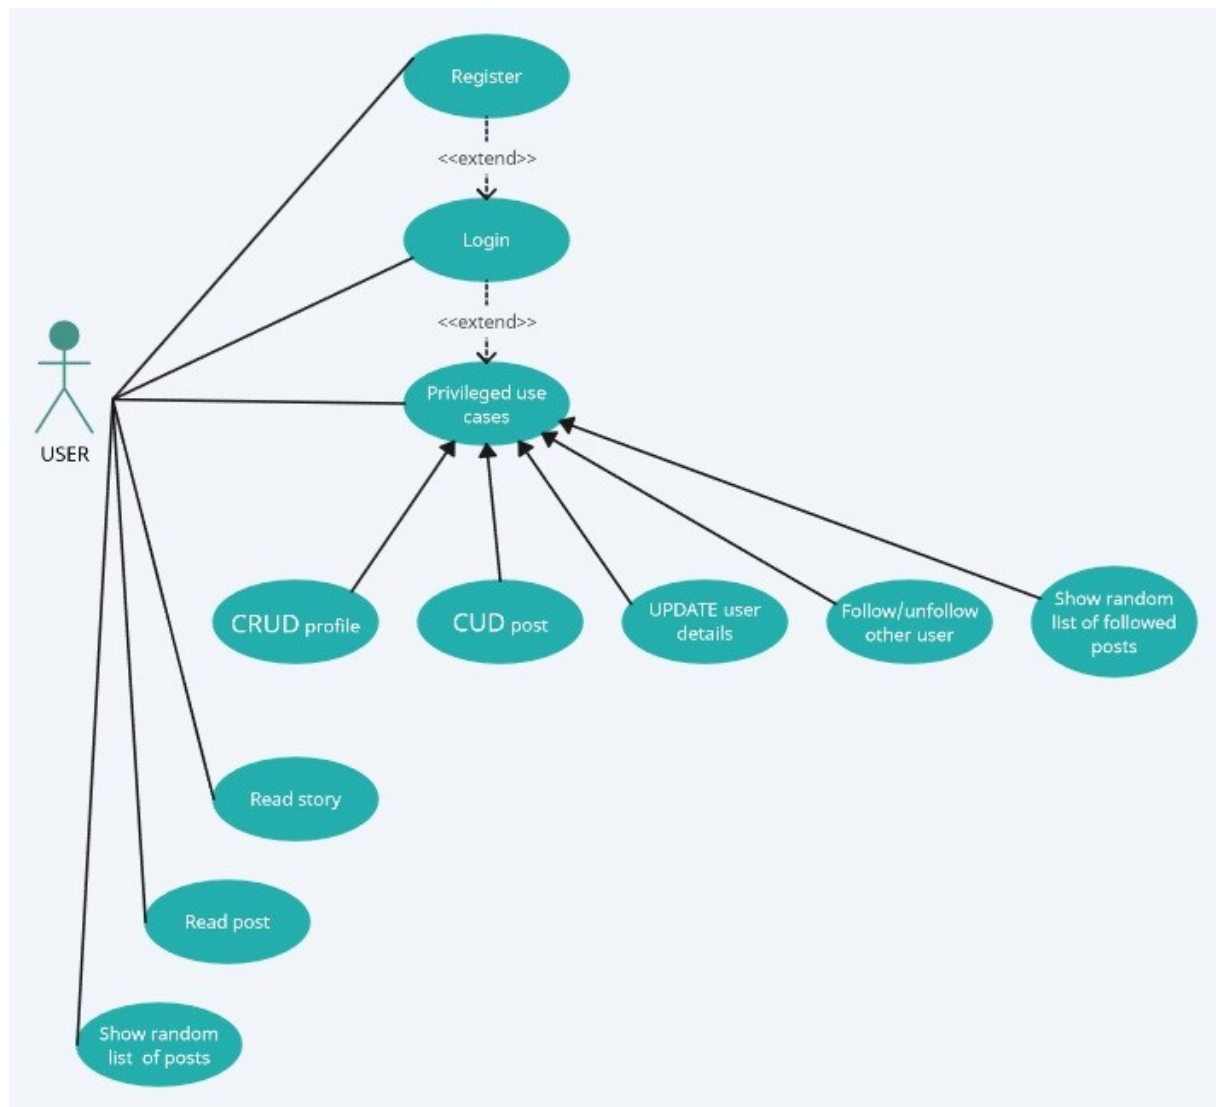 Register
<<extend>>
Login
<<extend>>
Privileged use
cases
USER
CRUD profile
CUD post
UPDATE user
details
Follow/unfollow
other user
Show random
list of followed
posts
Read story
Read post
Show random
list of posts